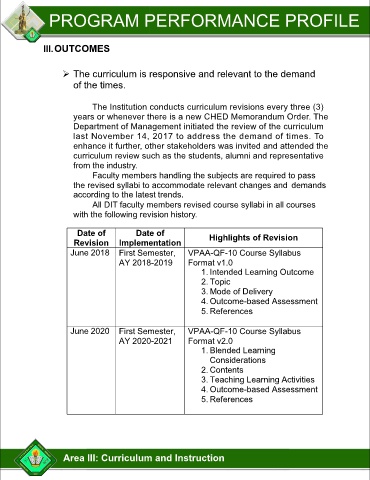 PROGRAM PERFORMANCE PROFILE
III. OUTCOMES
➢ The curriculum is responsive and relevant to the demand
of the times.
The Institution conducts curriculum revisions every three (3)
years or whenever there is a new CHED Memorandum Order. The
Department of Management initiated the review of the curriculum
last November 14, 2017 to address the demand of times. To
enhance it further, other stakeholders was invited and attended the
curriculum review such as the students, alumni and representative
from the industry.
Faculty members handling the subjects are required to pass
the revised syllabi to accommodate relevant changes and demands
according to the latest trends.
All DIT faculty members revised course syllabi in all courses
with the following revision history.
Date of Revision | Date of Implementation | Highlights of Revision
June 2018 | First Semester, AY 2018-2019 | VPAA-QF-10 Course Syllabus
Format v1.0
1. Intended Learning Outcome
2. Topic
3. Mode of Delivery
4. Outcome-based Assessment
5. References
June 2020 | First Semester, AY 2020-2021 | VPAA-QF-10 Course Syllabus
Format v2.0
1. Blended Learning
Considerations
2. Contents
3. Teaching Learning Activities
4. Outcome-based Assessment
5. References
Area III: Curriculum and Instruction